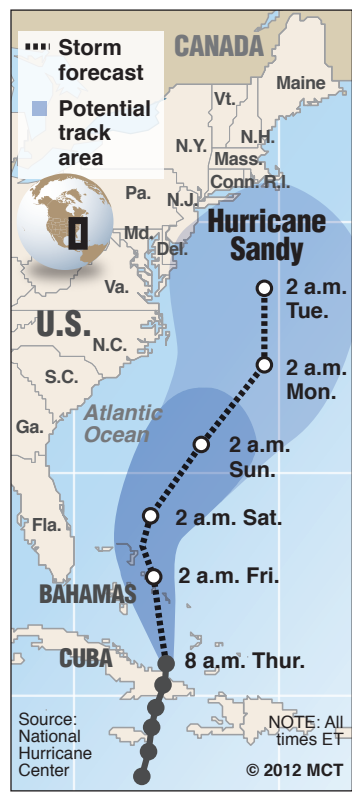 Storm
forecast
Potential
track
area
CANADA
Maine
Vt.
N.H.
N.Y.
Mass.
Conn.
R.I.
Pa.
N.J.
Hurricane
Sandy
Md.
Del.
Va.
2 a.m.
Tue.
U.S.
N.C.
2 a.m.
Mon.
S.C.
Atlantic
Ocean
Ga.
2 a.m.
Sun.
Fla.
2 a.m. Sat.
2 a.m. Fri.
BAHAMAS
CUBA
8 a.m. Thur.
Source:
National
Hurricane
Center
NOTE: All
times ET
© 2012 MCT